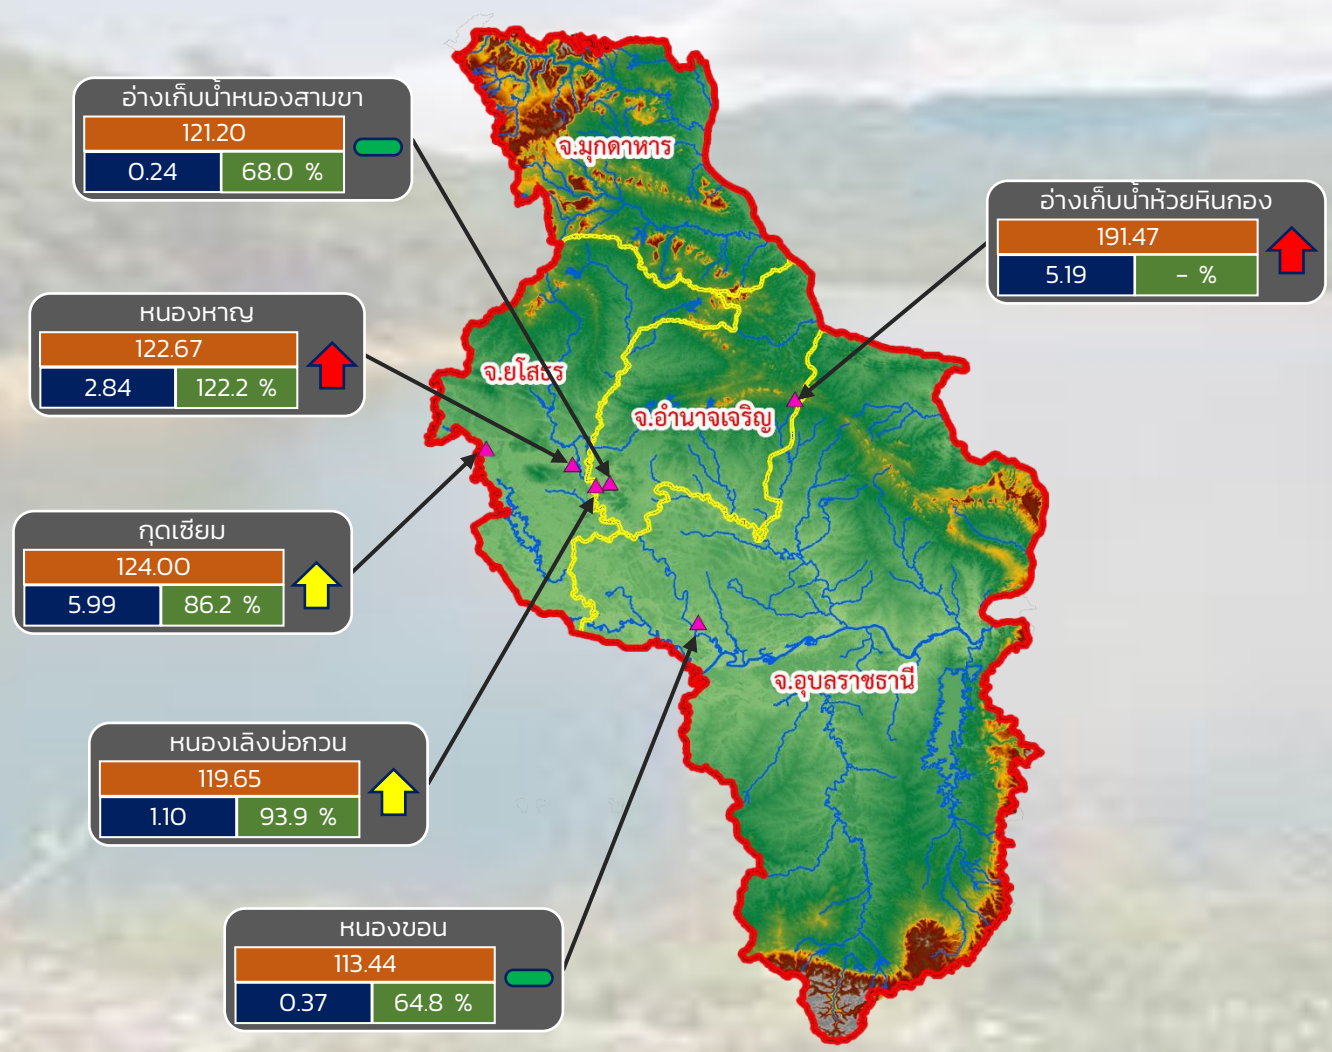 อ่างเก็บน้ำหนองสามขา
121.20
0.24 68.0 %
จ.มุกดาหาร
อ่างเก็บน้ำห้วยหินกอง
191.47
5.19 - %
หนองหาญ
122.67
2.84 122.2 %
จ.ยโสธร
จ.อำนาจเจริญ
กุดเซียม
124.00
5.99 86.2 %
จ.อุบลราชธานี
หนองเลิงบ่อกวน
119.65
1.10 93.9 %
หนองขอน
113.44
0.37 64.8 %